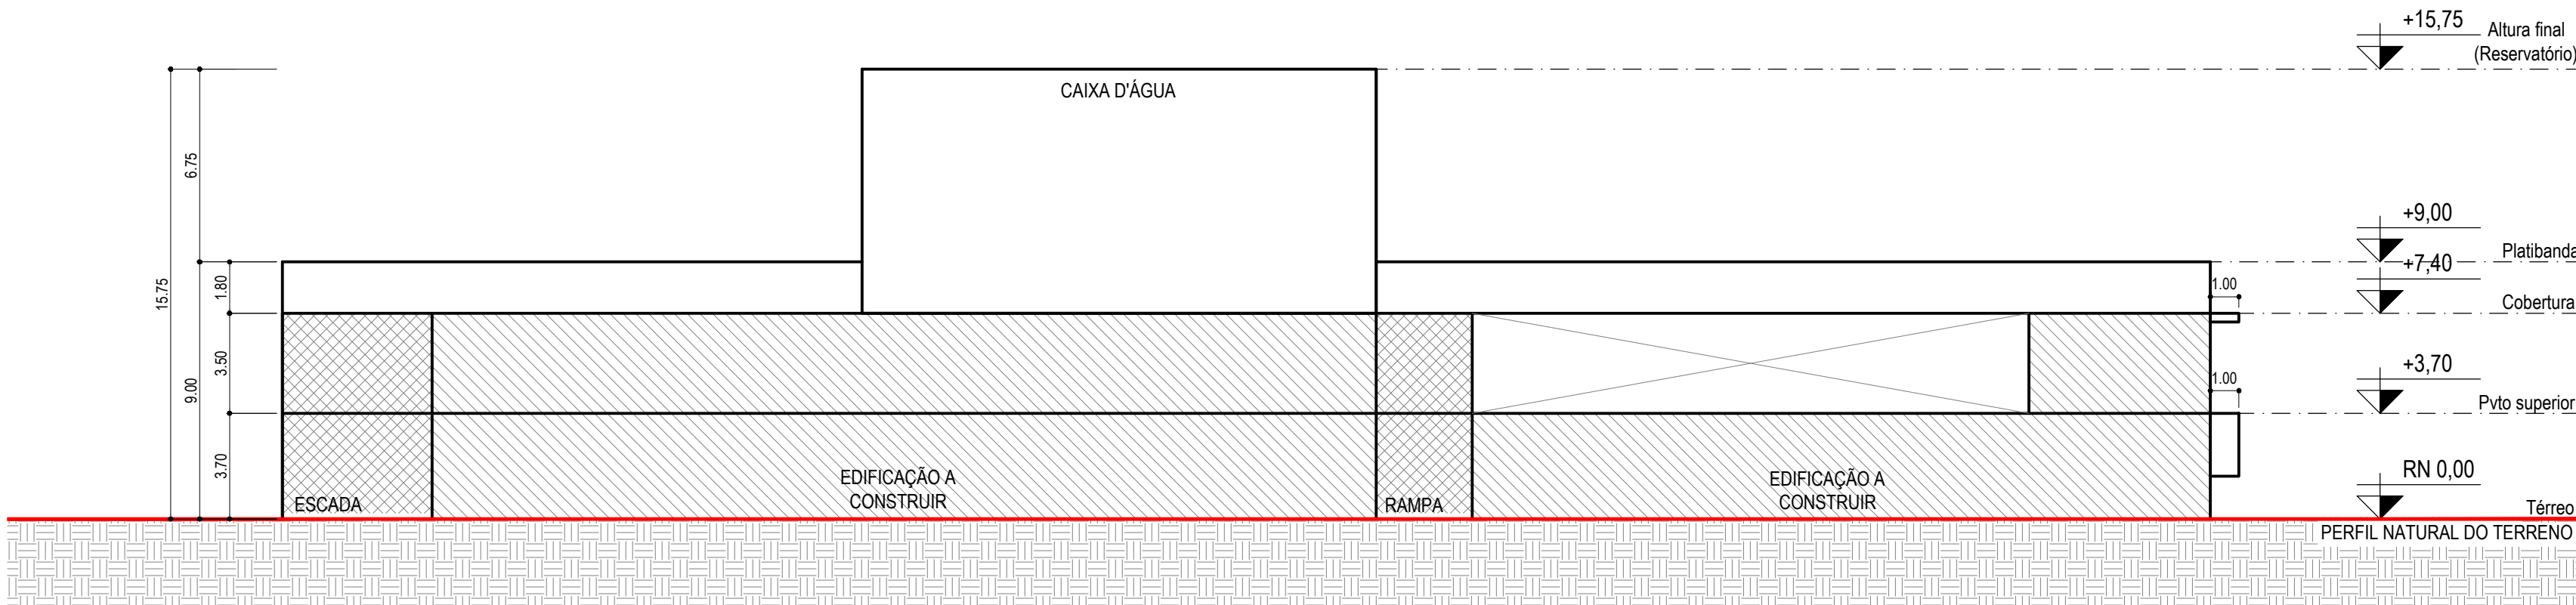 +15,75
Altura final
(Reservatório)
CAIXA D'ÁGUA
6.75
15.75
+9,00
Platibanda
+7,40
1.80
1.00
Cobertura
3.50
9.00
+3,70
1.00
Pvto superior
3.70
EDIFICAÇÃO A
CONSTRUIR
EDIFICAÇÃO A
CONSTRUIR
RN 0,00
ESCADA
RAMPA
Térreo
PERFIL NATURAL DO TERRENO